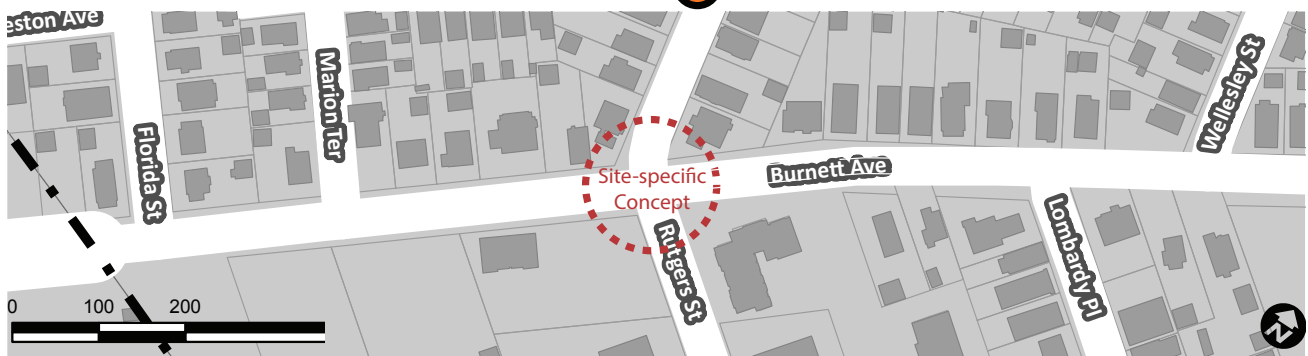 eston Ave
Florida St
Marion Ter
Site-specific
Concept
Rutgers St
Burnett Ave
Lombardy Pl
Wellesley St
0 100 200
N